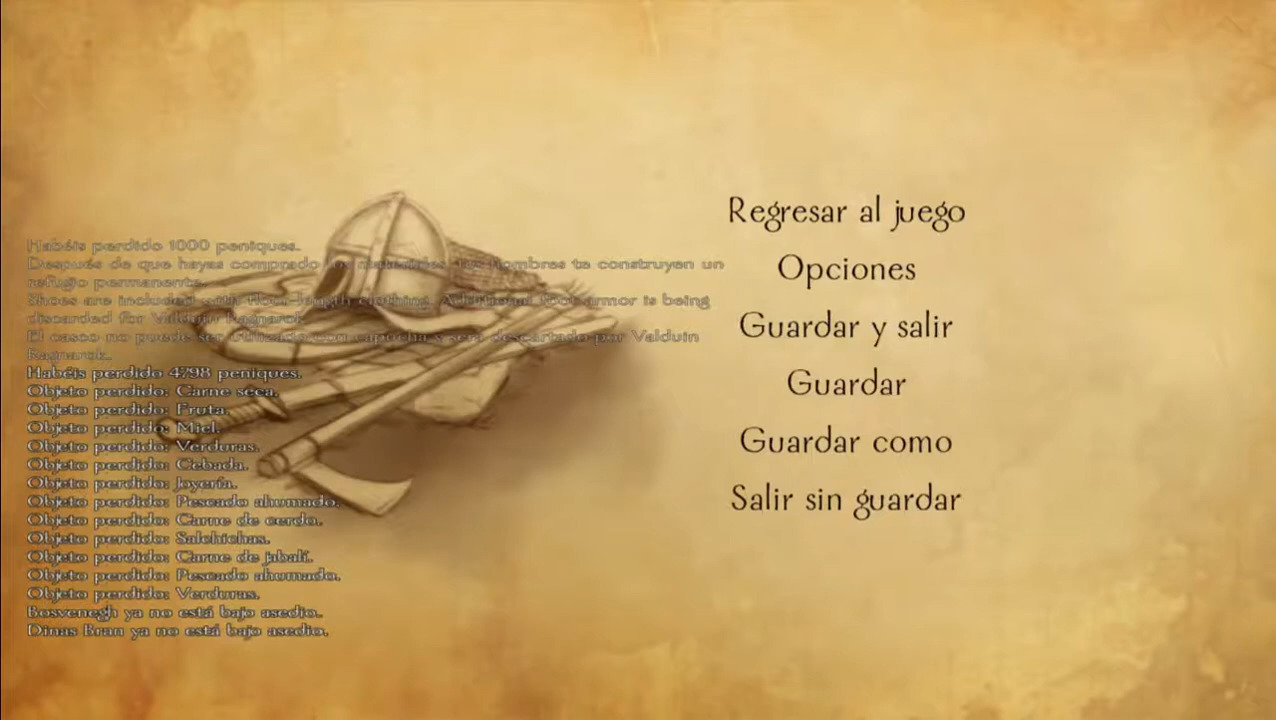 Habéis perdido 1000 peniques.
Después de que hayas comprado los materiales, tus hombres te construyen un
refugio permanente.
Shoes are included with floor-length clothing. Additional foot armor is being
discarded for Valduin Ragnarok.
El casco no puede ser utilizado con capucha y será descartado por Valduin
Ragnarok.
Habéis perdido 4798 peniques.
Objeto perdido: Carne seca.
Objeto perdido: Fruta.
Objeto perdido: Miel.
Objeto perdido: Verduras.
Objeto perdido: Cebada.
Objeto perdido: Joyería.
Objeto perdido: Pescado ahumado.
Objeto perdido: Carne de cerdo.
Objeto perdido: Salchichas.
Objeto perdido: Carne de jabalí.
Objeto perdido: Pescado ahumado.
Objeto perdido: Verduras.
Bosvenegh ya no está bajo asedio.
Dinas Bran ya no está bajo asedio.
Regresar al juego
Opciones
Guardar y salir
Guardar
Guardar como
Salir sin guardar